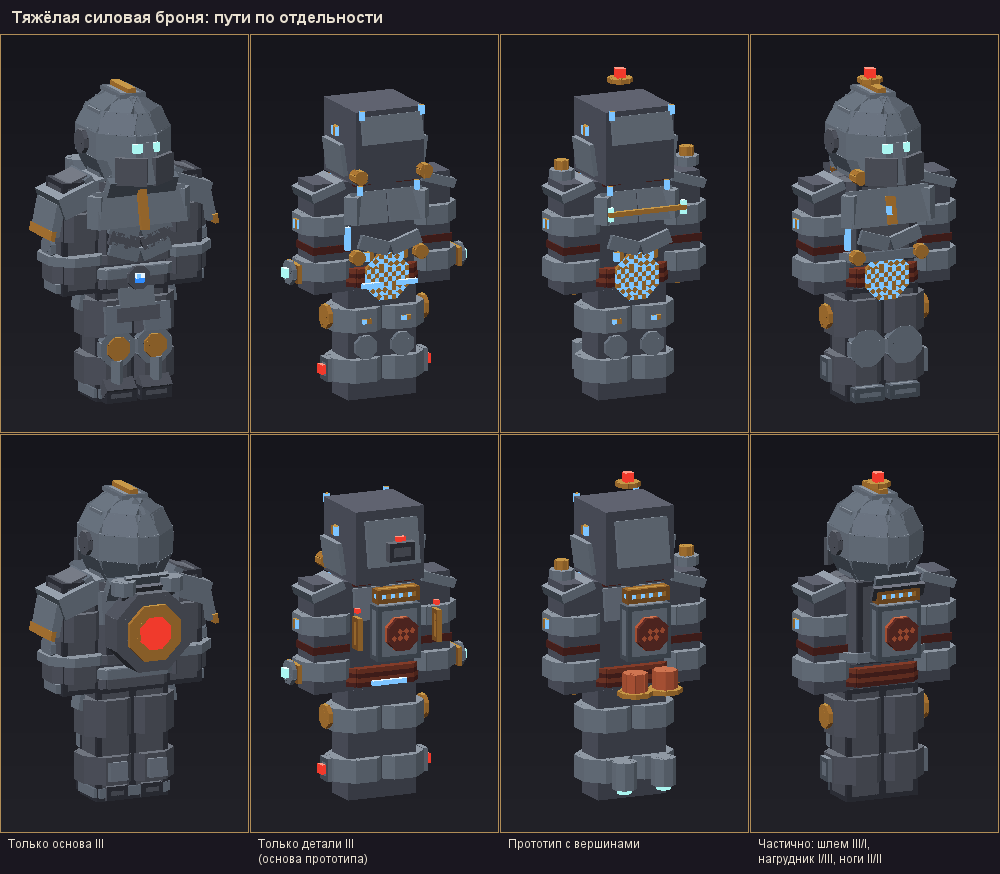 Тяжёлая силовая броня: пути по отдельности
Только основа III
Только детали III
(основа прототипа)
Прототип с вершинами
Частично: шлем III/I,
нагрудник I/III, ноги II/II